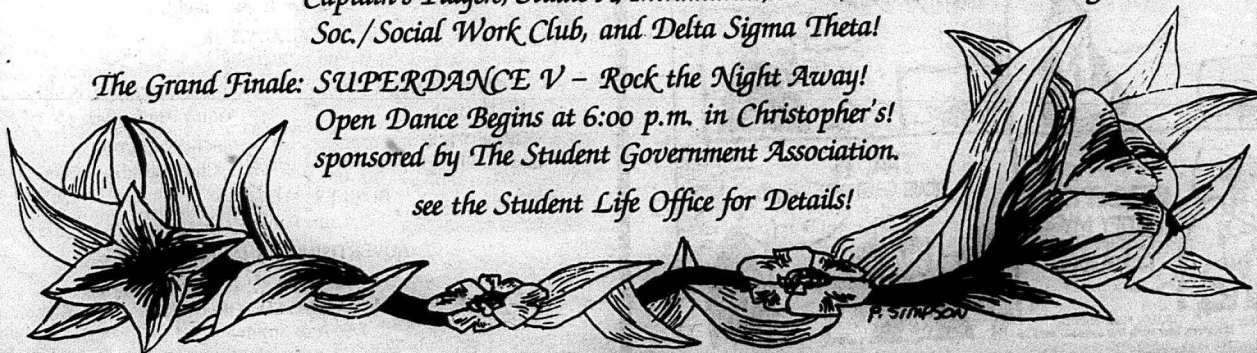 Captain's Players,
Soc./Social Work Club, and Delta Sigma Theta!
The Grand Finale: SUPERDANCE V – Rock the Night Away!
Open Dance Begins at 6:00 p.m. in Christopher's!
sponsored by The Student Government Association.
see the Student Life Office for Details!
P. SIMPSON